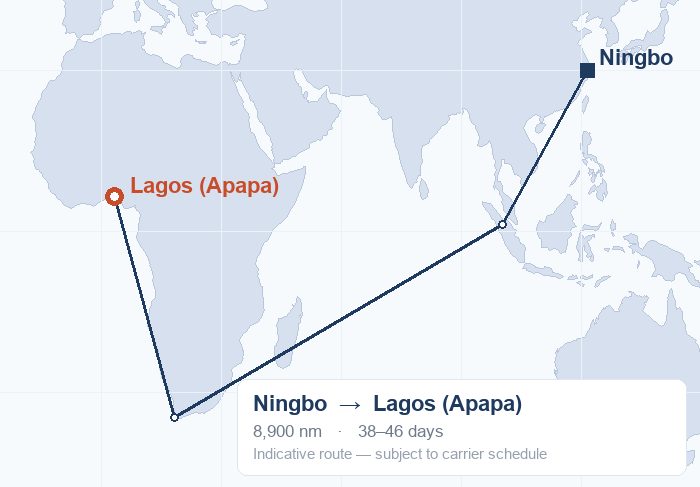 Ningbo
Lagos (Apapa)
Ningbo → Lagos (Apapa)
8,900 nm · 38–46 days
Indicative route — subject to carrier schedule